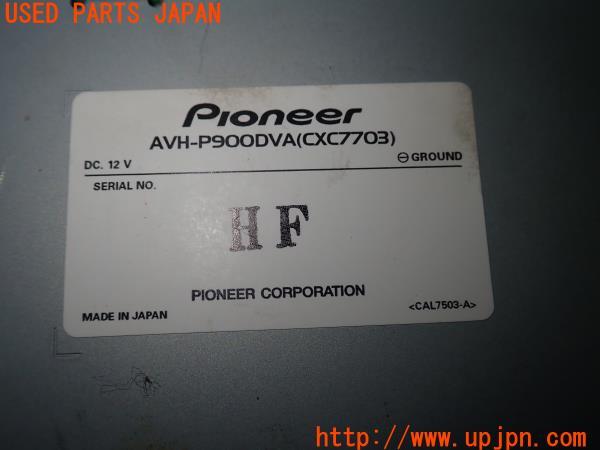 USED PARTS JAPAN
Pioneer
AVH-P900DVA(CXC7703)
DC. 12 V
⊖ GROUND
SERIAL NO.
HF
PIONEER CORPORATION
MADE IN JAPAN
<CAL7503-A>
http://www.upjpn.com/